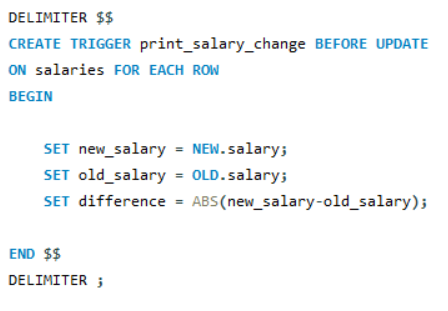 DELIMITER $$
CREATE TRIGGER print_salary_change BEFORE UPDATE
ON salaries FOR EACH ROW
BEGIN
SET new_salary = NEW.salary;
SET old_salary = OLD.salary;
SET difference = ABS(new_salary-old_salary);
END $$
DELIMITER ;